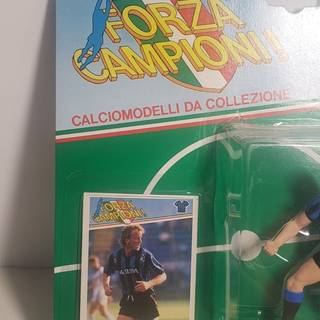 FORZA
CAMPIONI!
CALCIOMODELLI DA COLLEZIONE
FORZA
CAMPIONI!